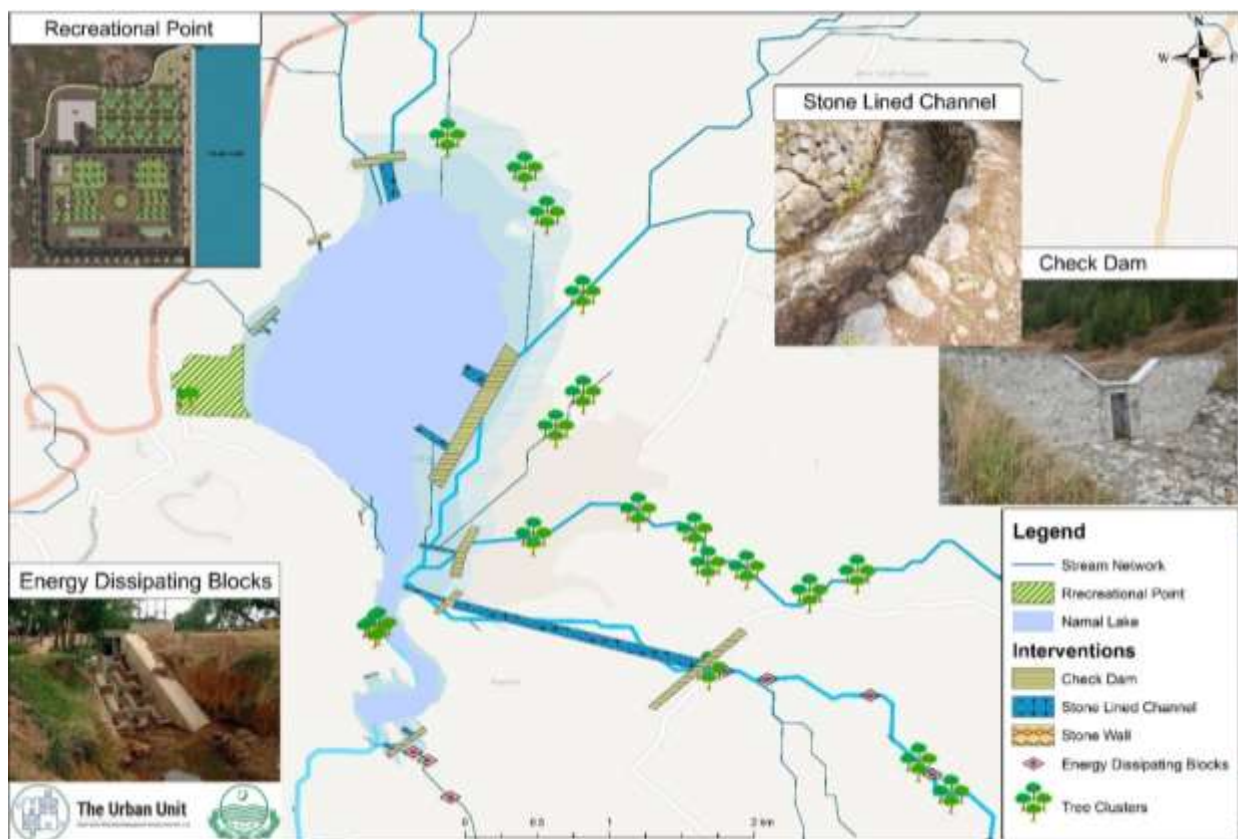 Recreational Point
N
W
E
S
Stone Lined Channel
Check Dam
Energy Dissipating Blocks
The Urban Unit
Legend
Stream Network
Rrecreational Point
Namal Lake
Interventions
Check Dam
Stone Lined Channel
Stone Wall
Energy Dissipating Blocks
Tree Clusters
0 0.5 1 2 km